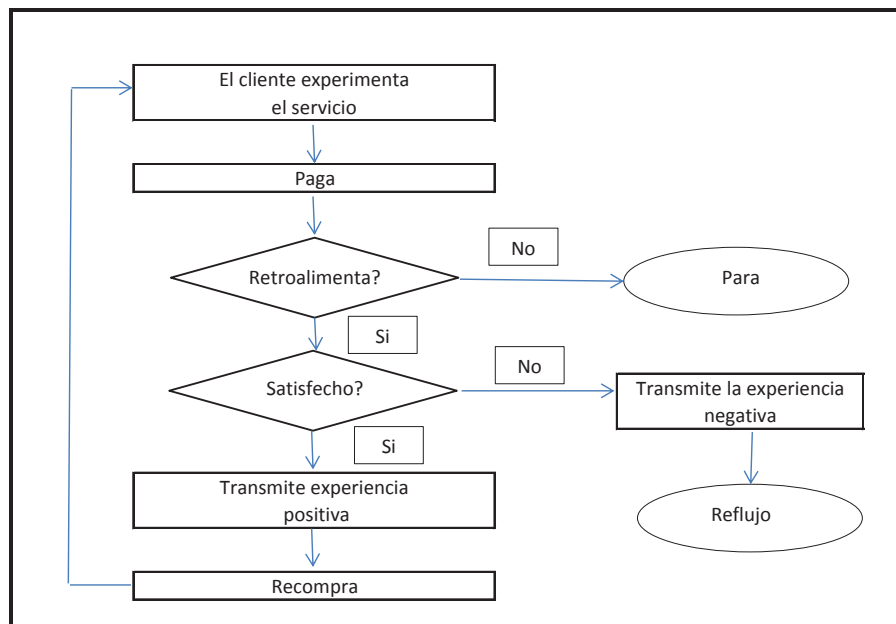 El cliente experimenta
el servicio
Paga
No
Retroalimenta?
Para
Si
No
Satisfecho?
Transmite la experiencia
negativa
Si
Transmite experiencia
positiva
Reflujo
Recompra